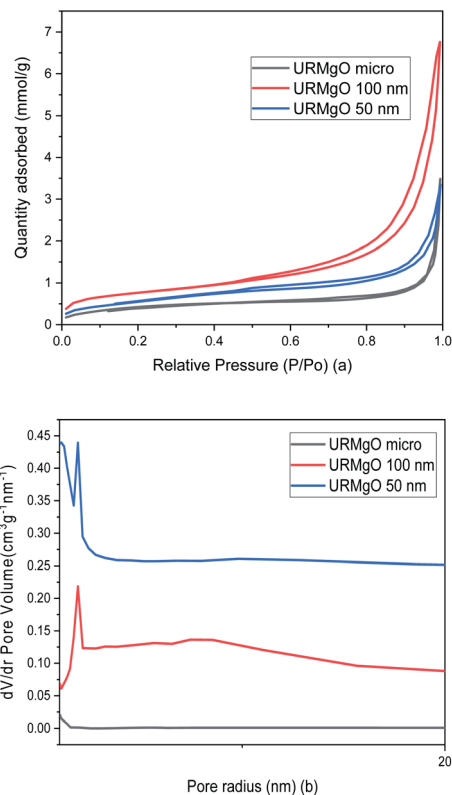 7
6
5
4
3
2
1
0
Quantity adsorbed (mmol/g)
URMgO micro
URMgO 100 nm
URMgO 50 nm
0.0 0.2 0.4 0.6 0.8 1.0
Relative Pressure (P/Po) (a)
0.45
0.40
0.35
0.30
0.25
0.20
0.15
0.10
0.05
0.00
dV/dr Pore Volume(cm³g⁻¹nm⁻¹)
URMgO micro
URMgO 100 nm
URMgO 50 nm
20
Pore radius (nm) (b)